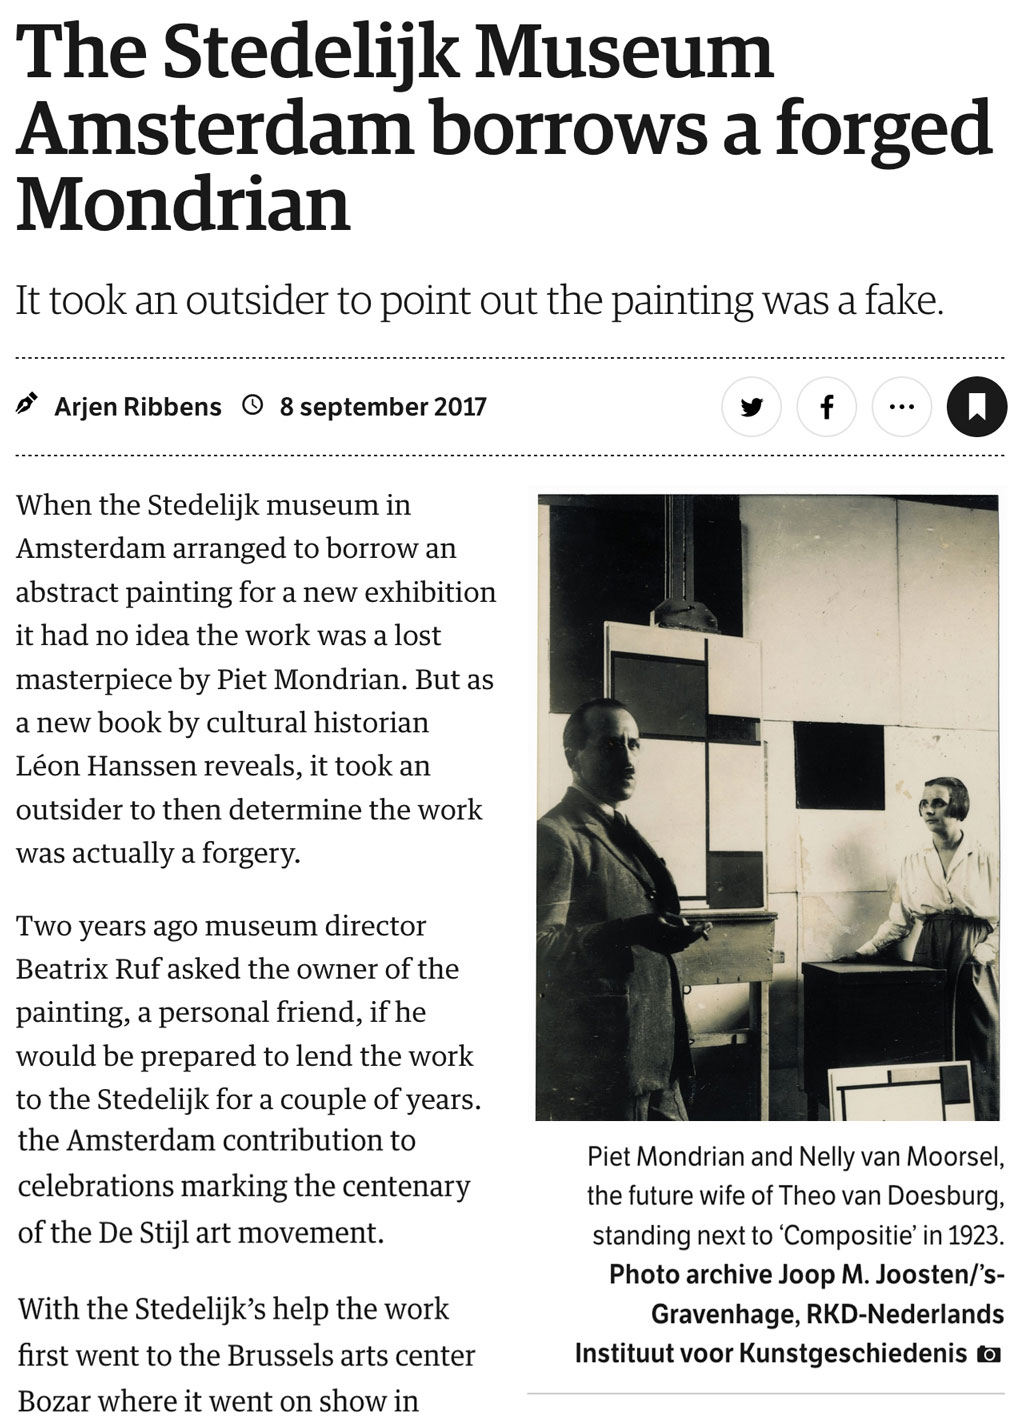 The Stedelijk Museum
Amsterdam borrows a forged
Mondrian
It took an outsider to point out the painting was a fake.
Arjen Ribbens 8 september 2017
When the Stedelijk museum in
Amsterdam arranged to borrow an
abstract painting for a new exhibition
it had no idea the work was a lost
masterpiece by Piet Mondrian. But as
a new book by cultural historian
Léon Hanssen reveals, it took an
outsider to then determine the work
was actually a forgery.
Two years ago museum director
Beatrix Ruf asked the owner of the
painting, a personal friend, if he
would be prepared to lend the work
to the Stedelijk for a couple of years.
the Amsterdam contribution to
celebrations marking the centenary
of the De Stijl art movement.
With the Stedelijk’s help the work
first went to the Brussels arts center
Bozar where it went on show in
Piet Mondrian and Nelly van Moorsel,
the future wife of Theo van Doesburg,
standing next to ‘Compositie’ in 1923.
Photo archive Joop M. Joosten/’s-
Gravenhage, RKD-Nederlands
Instituut voor Kunstgeschiedenis